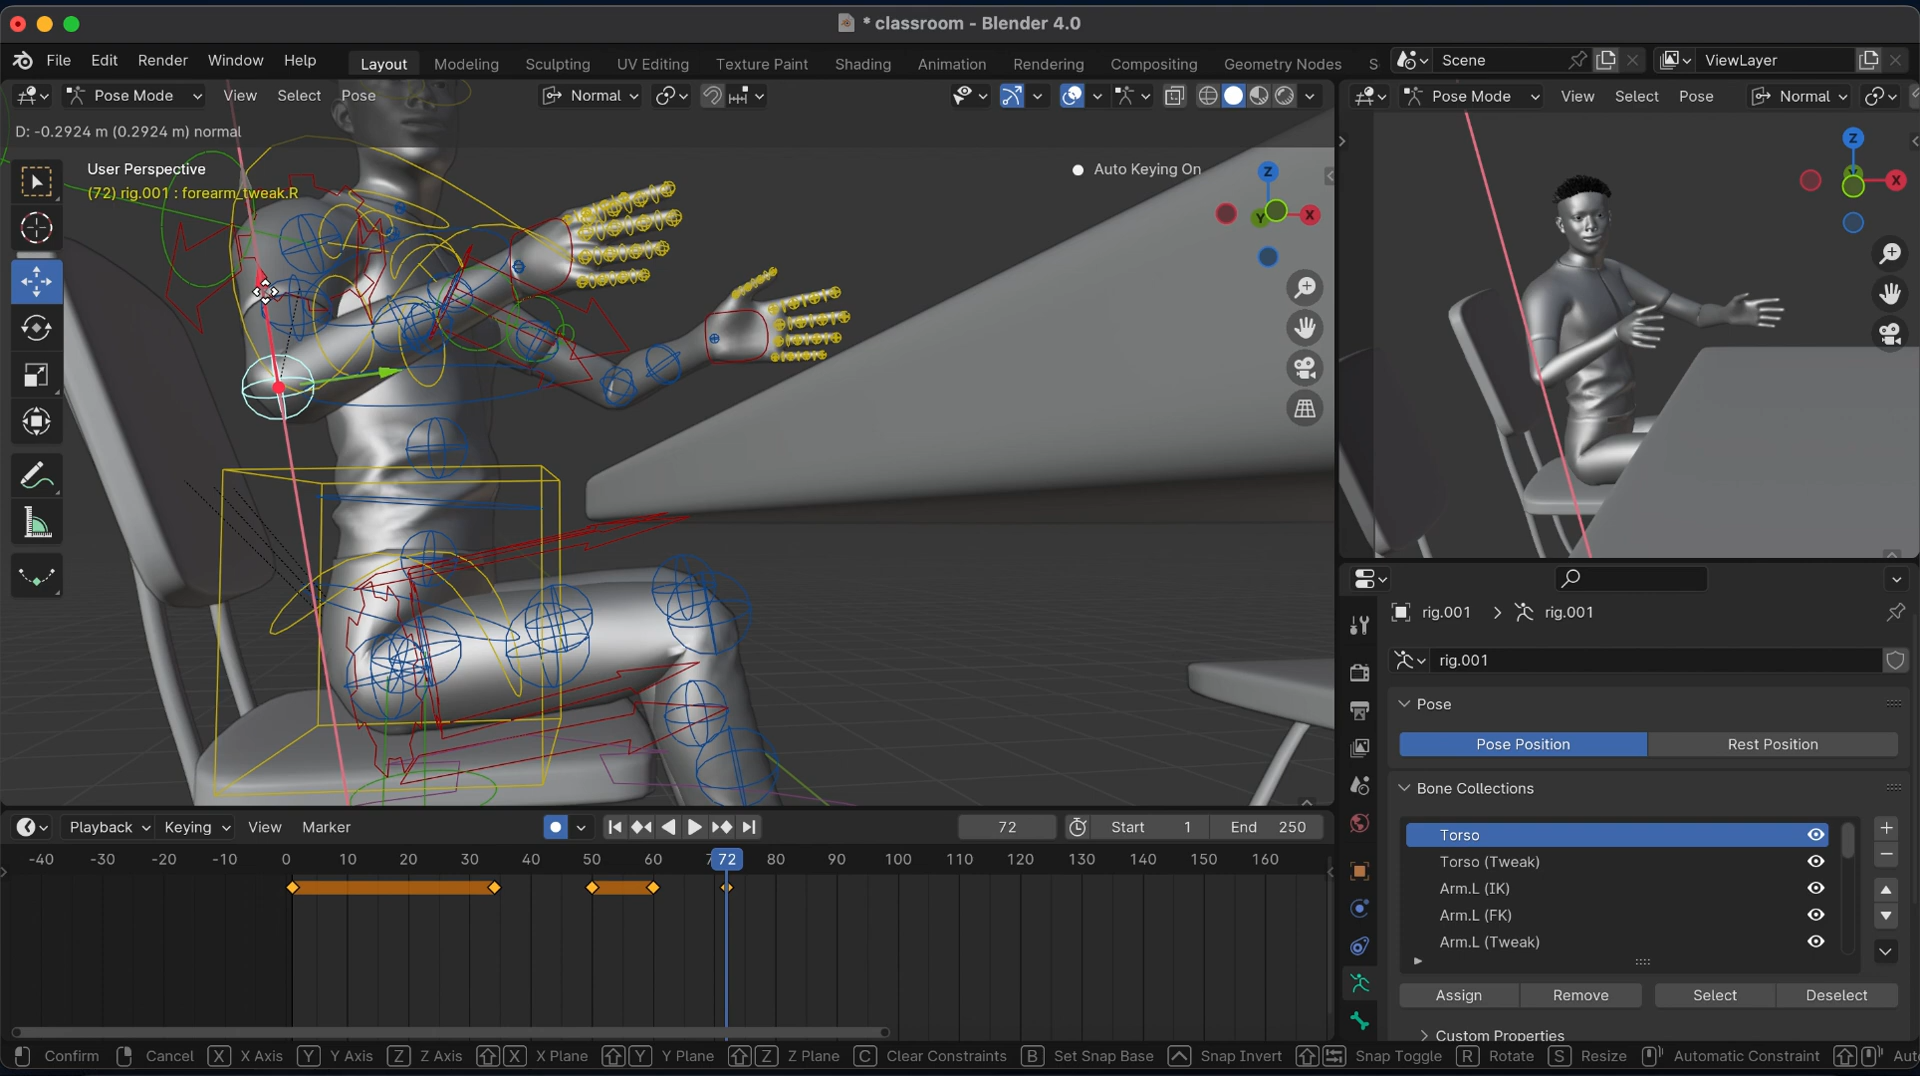 * classroom - Blender 4.0
File Edit Render Window Help Layout Modeling Sculpting UV Editing Texture Paint Shading Animation Rendering Compositing Geometry Nodes S Scene ViewLayer
Pose Mode View Select Pose Normal
Pose Mode View Select Pose Normal
D: -0.2924 m (0.2924 m) normal
User Perspective
(72) rig.001 : forearm_tweak.R
Auto Keying On
Z
X
Y
Z
X
rig.001 > rig.001
rig.001
Pose
Pose Position Rest Position
Bone Collections
Torso
Torso (Tweak)
Arm.L (IK)
Arm.L (FK)
Arm.L (Tweak)
Assign Remove Select Deselect
Custom Properties
Playback Keying View Marker 72 Start 1 End 250
-40 -30 -20 -10 0 10 20 30 40 50 60 7 72 80 90 100 110 120 130 140 150 160
Confirm Cancel X X Axis Y Y Axis Z Z Axis X X Plane Y Y Plane Z Z Plane C Clear Constraints B Set Snap Base Snap Invert Snap Toggle R Rotate S Resize Automatic Constraint Aut